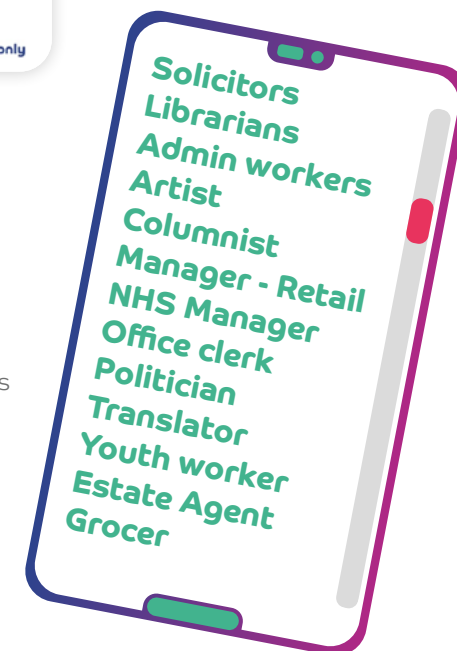 only
s
Solicitors
Librarians
Admin workers
Artist
Columnist
Manager - Retail
NHS Manager
Office clerk
Politician
Translator
Youth worker
Estate Agent
Grocer